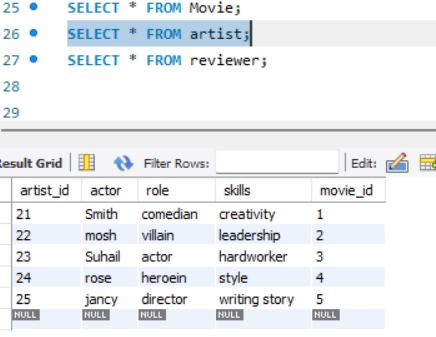 25 SELECT * FROM Movie;
26 SELECT * FROM artist;
27 SELECT * FROM reviewer;
28
29
Result Grid Filter Rows: Edit:
artist_id actor role skills movie_id
21 Smith comedian creativity 1
22 mosh villain leadership 2
23 Suhail actor hardworker 3
24 rose heroein style 4
25 jancy director writing story 5
NULL NULL NULL NULL NULL